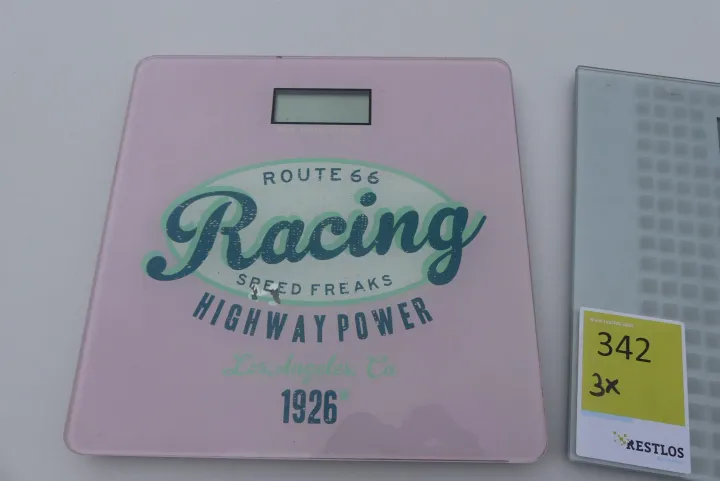 ROUTE 66
Racing
SPEED FREAKS
HIGHWAY POWER
Los Angeles, Ca
1926
342
3x
RESTLOS